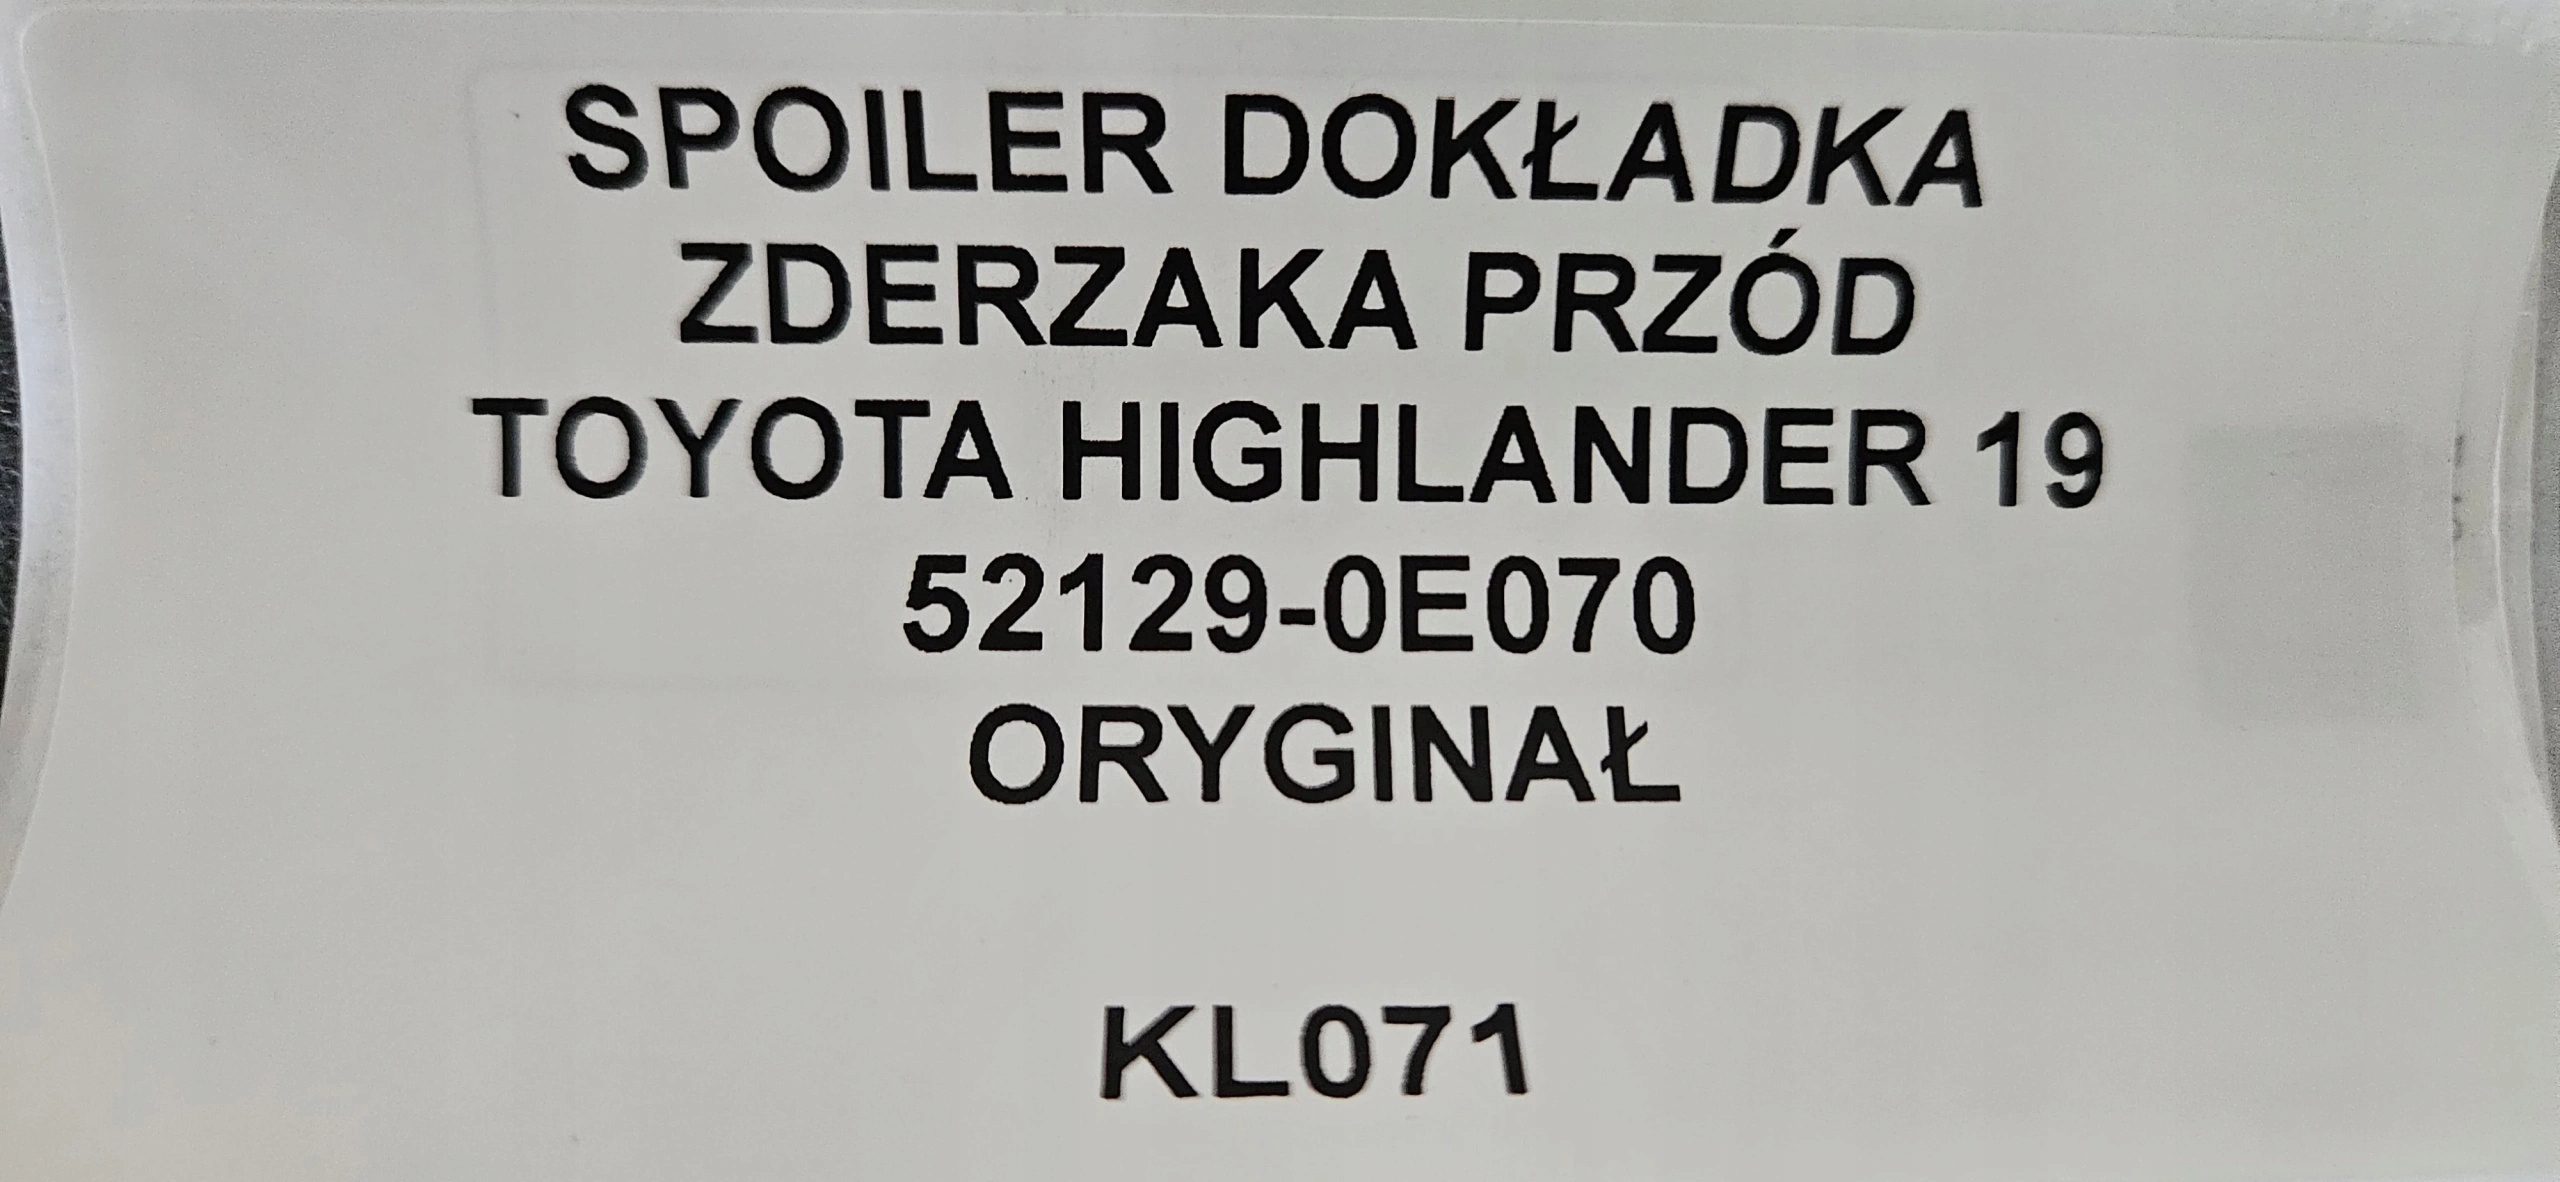 SPOILER DOKŁADKA
ZDERZAKA PRZÓD
TOYOTA HIGHLANDER 19
52129-0E070
ORYGINAŁ
KL071